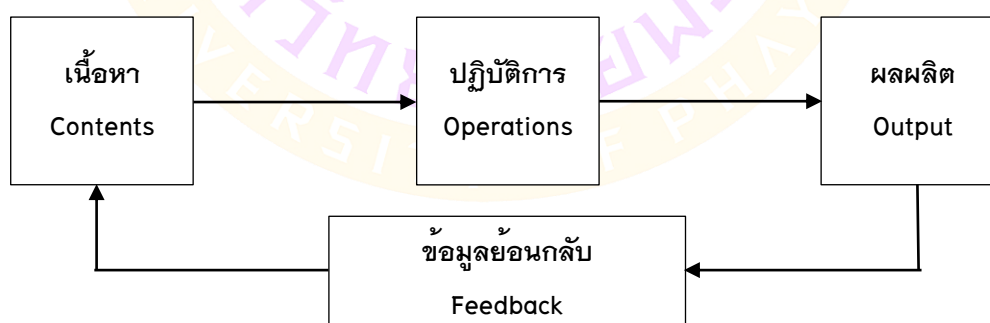 เนื้อหา
Contents
ปฏิบัติการ
Operations
ผลผลิต
Output
ข้อมูลย้อนกลับ
Feedback